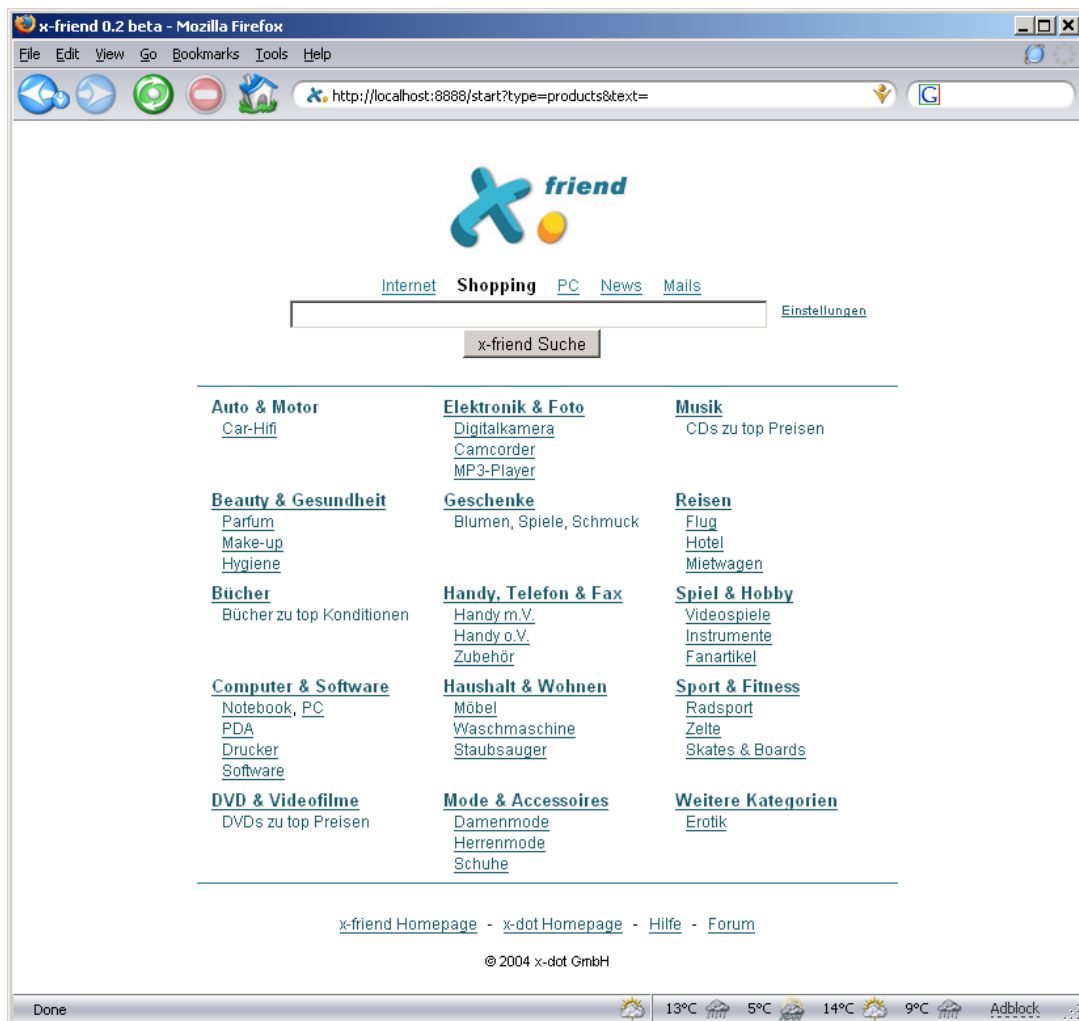 x-friend 0.2 beta - Mozilla Firefox
File Edit View Go Bookmarks Tools Help
http://localhost:8888/start?type=products&text=
G
friend
Internet Shopping PC News Mails
Einstellungen
x-friend Suche
Auto & Motor
Car-Hifi
Elektronik & Foto
Digitalkamera
Camcorder
MP3-Player
Musik
CDs zu top Preisen
Beauty & Gesundheit
Parfum
Make-up
Hygiene
Geschenke
Blumen, Spiele, Schmuck
Reisen
Flug
Hotel
Mietwagen
Bücher
Bücher zu top Konditionen
Handy, Telefon & Fax
Handy m.V.
Handy o.V.
Zubehör
Spiel & Hobby
Videospiele
Instrumente
Fanartikel
Computer & Software
Notebook, PC
PDA
Drucker
Software
Haushalt & Wohnen
Möbel
Waschmaschine
Staubsauger
Sport & Fitness
Radsport
Zelte
Skates & Boards
DVD & Videofilme
DVDs zu top Preisen
Mode & Accessoires
Damenmode
Herrenmode
Schuhe
Weitere Kategorien
Erotik
x-friend Homepage - x-dot Homepage - Hilfe - Forum
© 2004 x-dot GmbH
Done 13°C 5°C 14°C 9°C Adblock